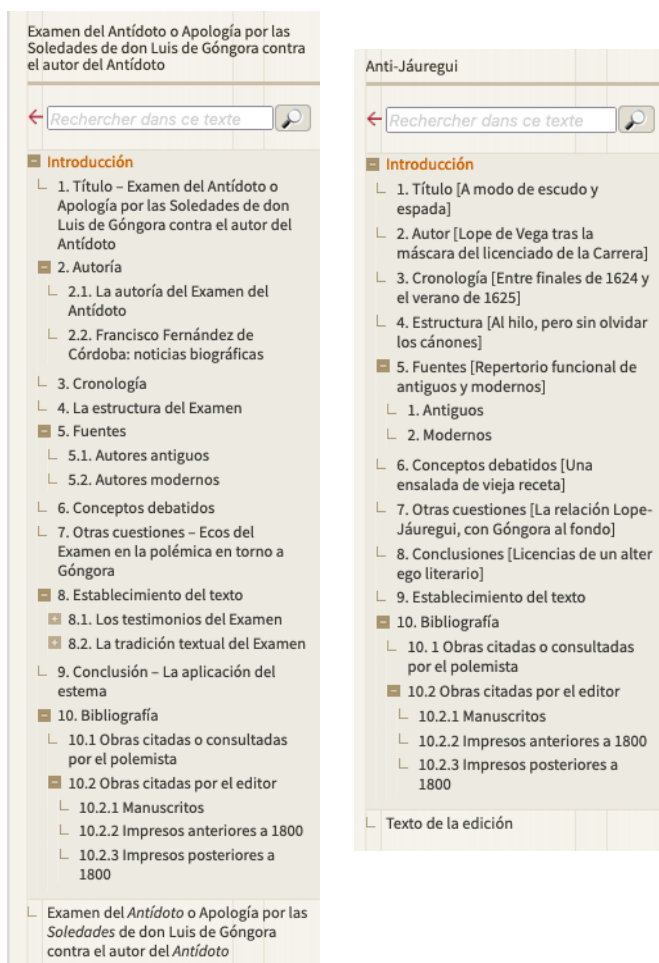 Examen del Antídoto o Apología por las
Soledades de don Luis de Góngora contra
el autor del Antídoto
Rechercher dans ce texte
Introducción
1. Título – Examen del Antídoto o
Apología por las Soledades de don
Luis de Góngora contra el autor del
Antídoto
2. Autoría
2.1. La autoría del Examen del
Antídoto
2.2. Francisco Fernández de
Córdoba: noticias biográficas
3. Cronología
4. La estructura del Examen
5. Fuentes
5.1. Autores antiguos
5.2. Autores modernos
6. Conceptos debatidos
7. Otras cuestiones – Ecos del
Examen en la polémica en torno a
Góngora
8. Establecimiento del texto
8.1. Los testimonios del Examen
8.2. La tradición textual del Examen
9. Conclusión – La aplicación del
estema
10. Bibliografía
10.1 Obras citadas o consultadas
por el polemista
10.2 Obras citadas por el editor
10.2.1 Manuscritos
10.2.2 Impresos anteriores a 1800
10.2.3 Impresos posteriores a
1800
Examen del Antídoto o Apología por las
Soledades de don Luis de Góngora
contra el autor del Antídoto
Anti-Jáuregui
Rechercher dans ce texte
Introducción
1. Título [A modo de escudo y
espada]
2. Autor [Lope de Vega tras la
máscara del licenciado de la Carrera]
3. Cronología [Entre finales de 1624 y
el verano de 1625]
4. Estructura [Al hilo, pero sin olvidar
los cánones]
5. Fuentes [Repertorio funcional de
antiguos y modernos]
1. Antiguos
2. Modernos
6. Conceptos debatidos [Una
ensalada de vieja receta]
7. Otras cuestiones [La relación Lope-
Jáuregui, con Góngora al fondo]
8. Conclusiones [Licencias de un alter
ego literario]
9. Establecimiento del texto
10. Bibliografía
10. 1 Obras citadas o consultadas
por el polemista
10.2 Obras citadas por el editor
10.2.1 Manuscritos
10.2.2 Impresos anteriores a 1800
10.2.3 Impresos posteriores a
1800
Texto de la edición